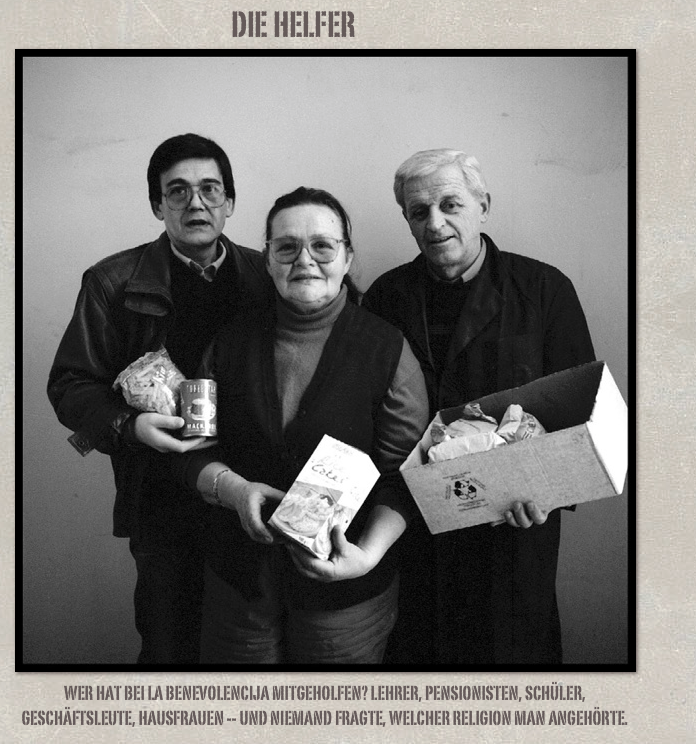 DIE HELFER
WER HAT BEI LA BENEVOLENCIJA MITGEHOLFEN? LEHRER, PENSIONISTEN, SCHÜLER,
GESCHÄFTSLEUTE, HAUSFRAUEN -- UND NIEMAND FRAGTE, WELCHER RELIGION MAN ANGEHÖRTE.